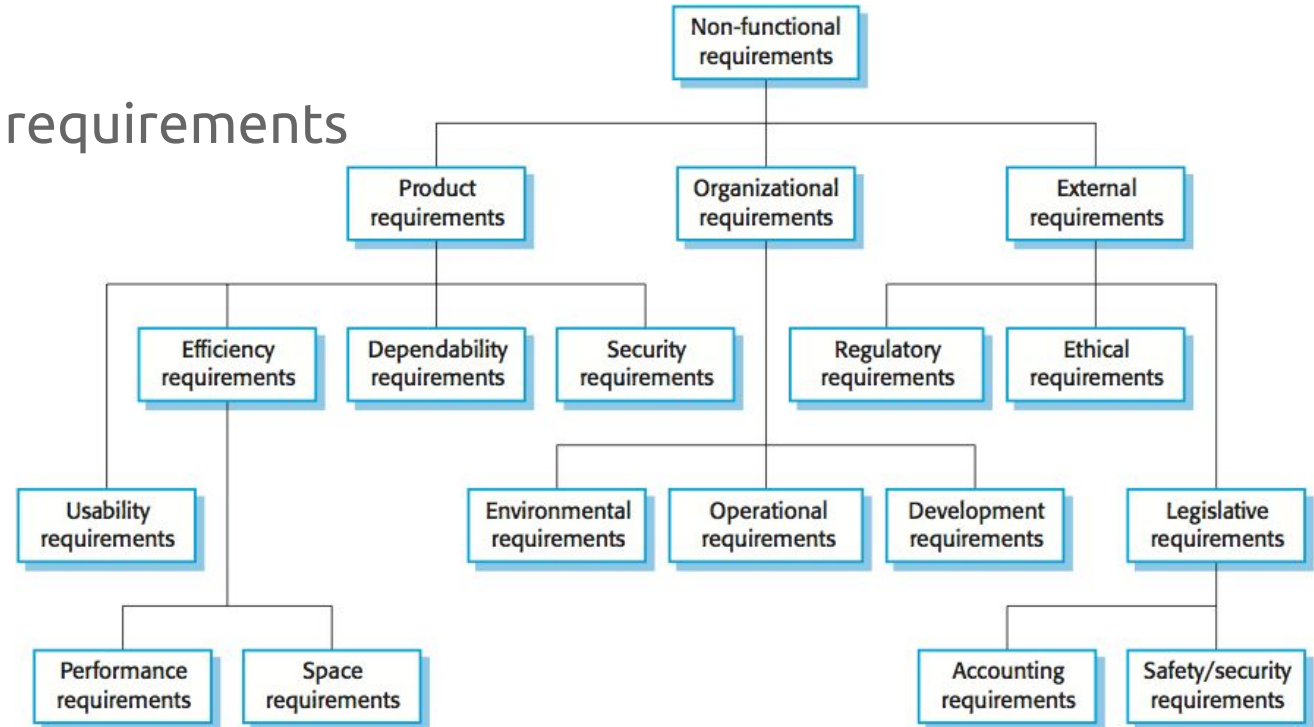 Non-functional
requirements
requirements
Product
requirements
Organizational
requirements
External
requirements
Efficiency
requirements
Dependability
requirements
Security
requirements
Regulatory
requirements
Ethical
requirements
Usability
requirements
Environmental
requirements
Operational
requirements
Development
requirements
Legislative
requirements
Performance
requirements
Space
requirements
Accounting
requirements
Safety/security
requirements